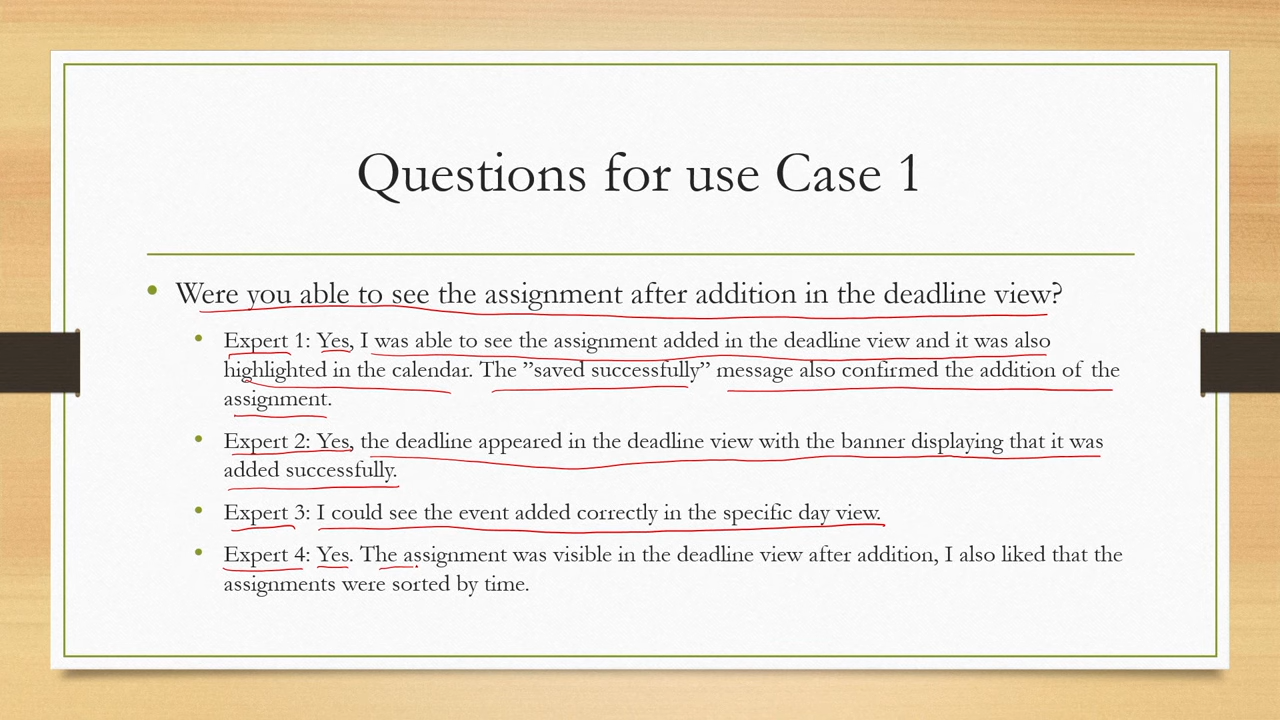 Questions for use Case 1
• Were you able to see the assignment after addition in the deadline view?
• Expert 1: Yes, I was able to see the assignment added in the deadline view and it was also
highlighted in the calendar. The ”saved successfully” message also confirmed the addition of the
assignment.
• Expert 2: Yes, the deadline appeared in the deadline view with the banner displaying that it was
added successfully.
• Expert 3: I could see the event added correctly in the specific day view.
• Expert 4: Yes. The assignment was visible in the deadline view after addition, I also liked that the
assignments were sorted by time.